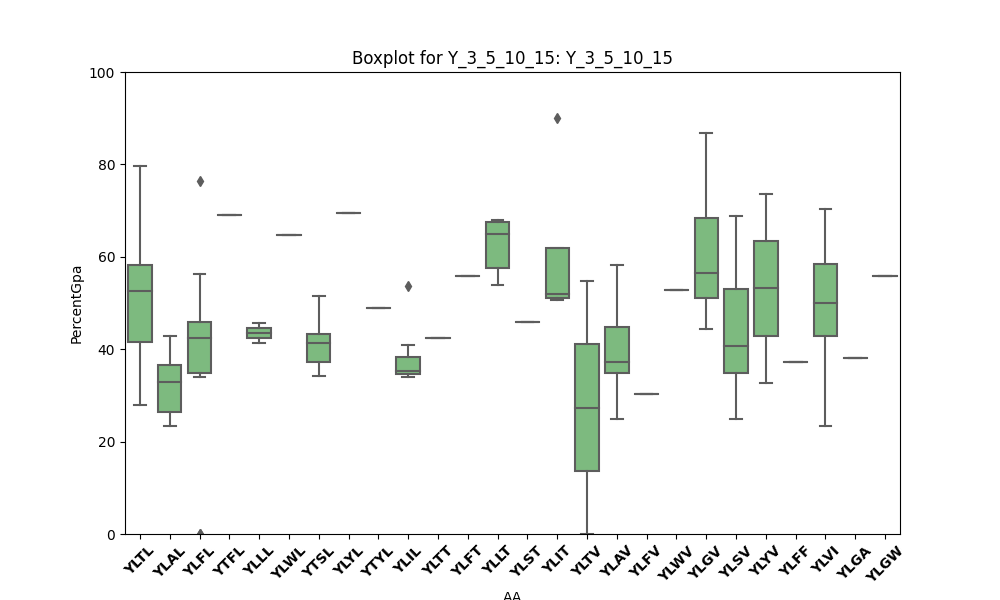 Boxplot for Y_3_5_10_15: Y_3_5_10_15
100
80
60
40
20
0
PercentGpa
YLTL YLAL YLFL YTFL YLLL YLWL YTSL YLYL YTYL YLIL YLTT YLFT YLLT YLST YLIT YLTV YLAV YLFV YLWV YLGV YLSV YLYV YLFF YLVI YLGA YLGW
AA